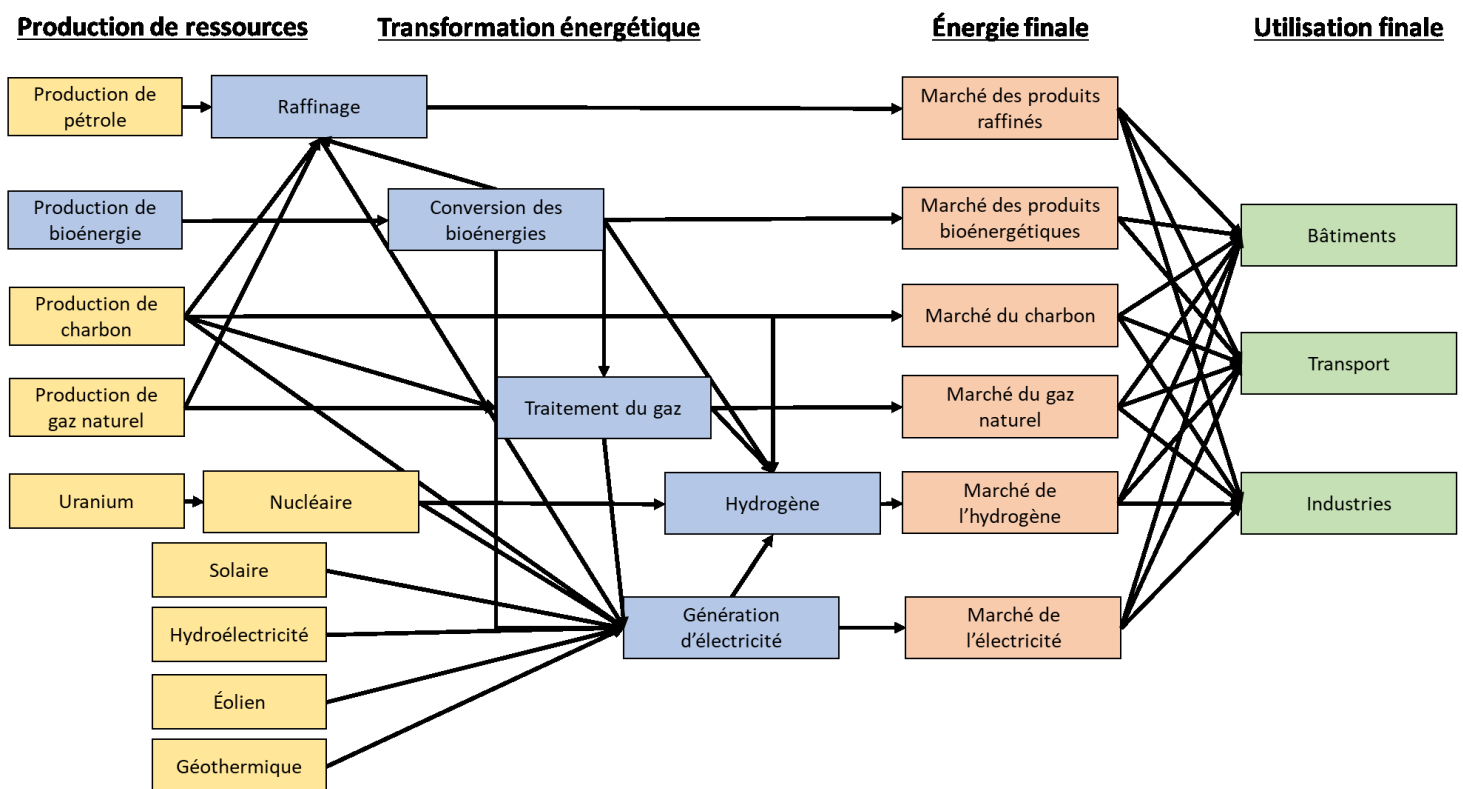 Production de ressources
Transformation énergétique
Énergie finale
Utilisation finale
Production de
pétrole
Raffinage
Marché des produits
raffinés
Production de
bioénergie
Conversion des
bioénergies
Marché des produits
bioénergétiques
Bâtiments
Production de
charbon
Marché du charbon
Transport
Production de
gaz naturel
Traitement du gaz
Marché du gaz
naturel
Uranium
Nucléaire
Hydrogène
Marché de
l’hydrogène
Industries
Solaire
Hydroélectricité
Génération
d’électricité
Marché de
l’électricité
Éolien
Géothermique